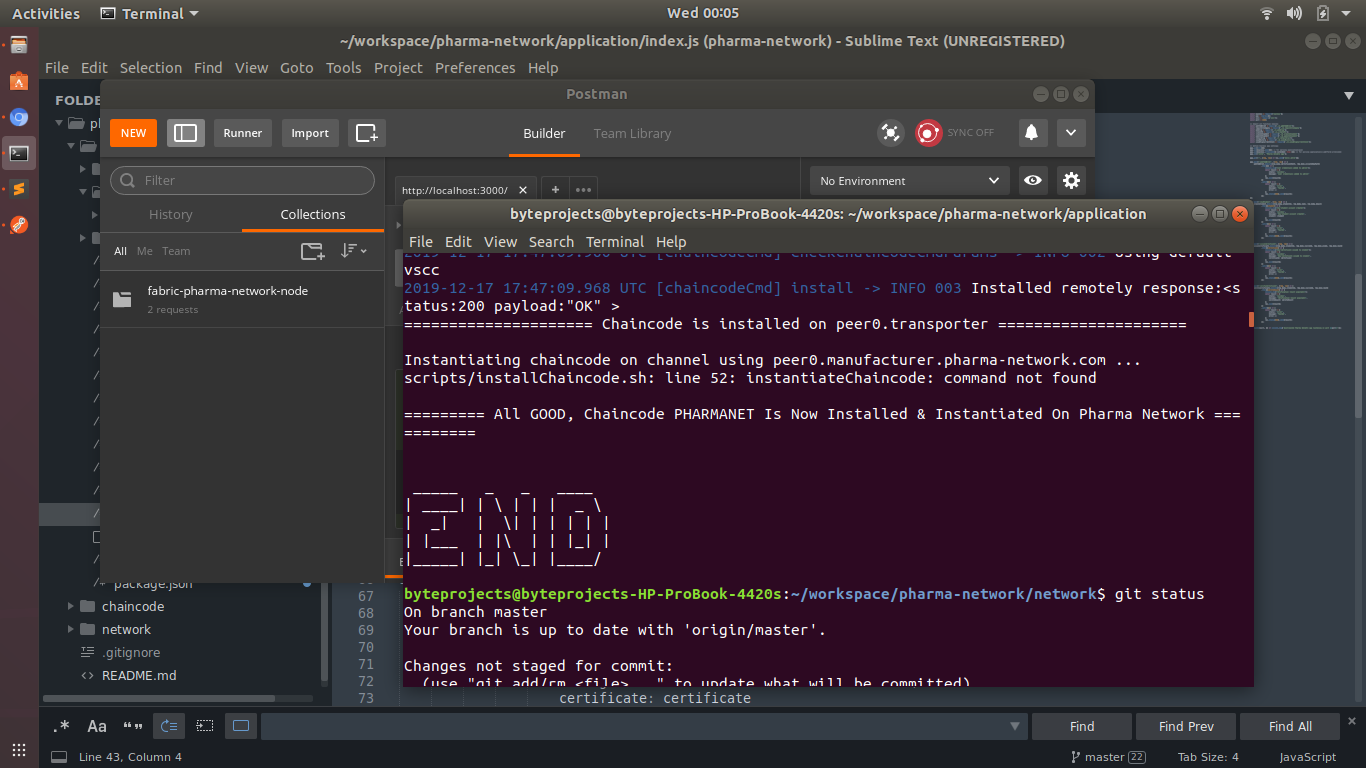 Activities
Terminal
Wed 00:05
~/workspace/pharma-network/application/index.js (pharma-network) - Sublime Text (UNREGISTERED)
File Edit Selection Find View Goto Tools Project Preferences Help
FOLDE
Postman
NEW
Runner
Import
Builder
Team Library
SYNC OFF
Filter
History
Collections
All Me Team
fabric-pharma-network-node
2 requests
http://localhost:3000/
No Environment
byteprojects@byteprojects-HP-ProBook-4420s: ~/workspace/pharma-network/application
File Edit View Search Terminal Help
vscc
2019-12-17 17:47:09.968 UTC [chaincodeCmd] install -> INFO 003 Installed remotely response:<s
tatus:200 payload:"OK" >
===================== Chaincode is installed on peer0.transporter =====================
Instantiating chaincode on channel using peer0.manufacturer.pharma-network.com ...
scripts/installChaincode.sh: line 52: instantiateChaincode: command not found
========= All GOOD, Chaincode PHARMANET Is Now Installed & Instantiated On Pharma Network ===
========
END
byteprojects@byteprojects-HP-ProBook-4420s:~/workspace/pharma-network/network$ git status
On branch master
Your branch is up to date with 'origin/master'.
Changes not staged for commit:
(use "git add/rm <file>..." to update what will be committed)
package.json
chaincode
network
.gitignore
README.md
67
68
69
70
71
72
73
certificate: certificate
.*
Aa
“”
Find
Find Prev
Find All
Line 43, Column 4
master 22
Tab Size: 4
JavaScript